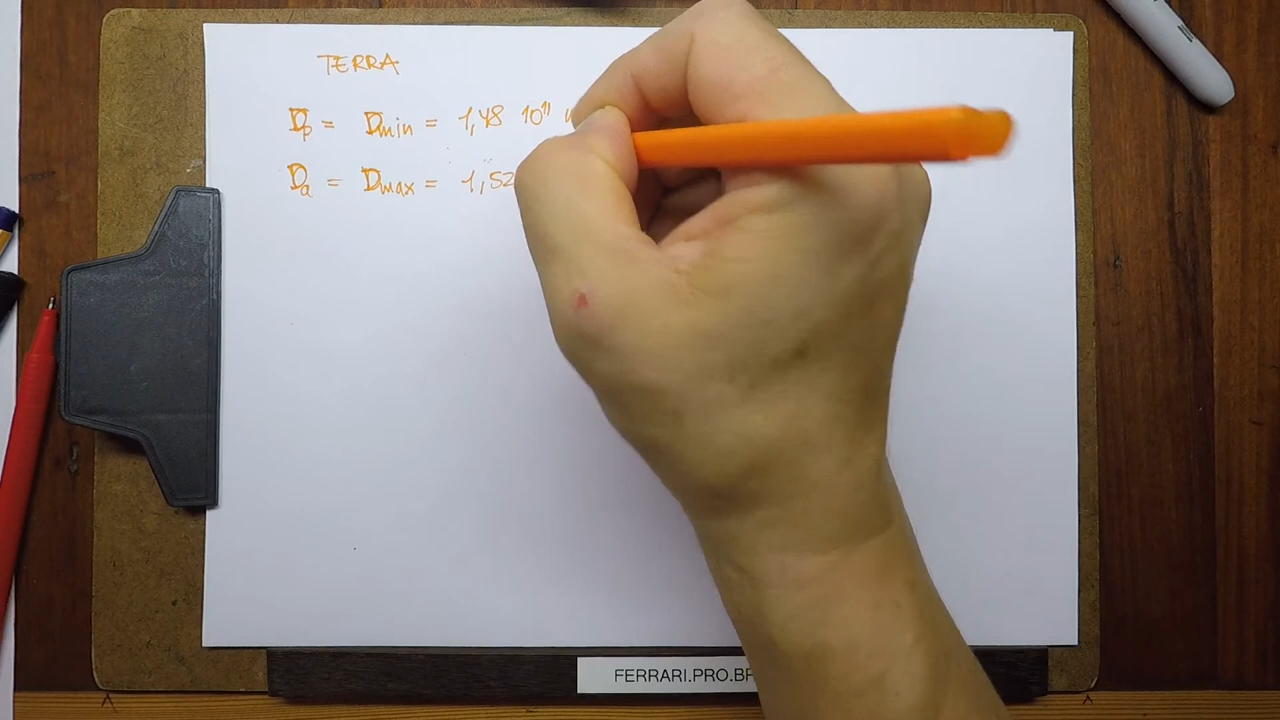 TERRA
Dp = Dmin = 1,48 10¹¹
Da = Dmax = 1,52
FERRARI.PRO.BR